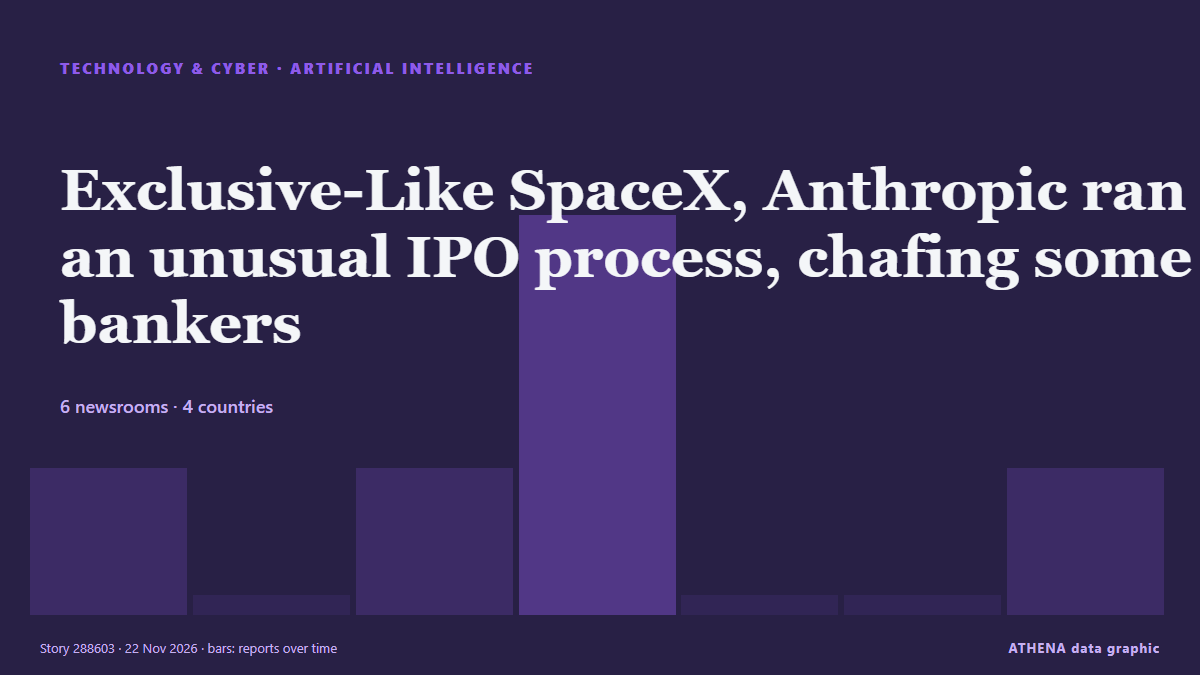 TECHNOLOGY & CYBER · ARTIFICIAL INTELLIGENCE
Exclusive-Like SpaceX, Anthropic ran
an unusual IPO process, chafing some
bankers
6 newsrooms · 4 countries
Story 288603 · 22 Nov 2026 · bars: reports over time
ATHENA data graphic